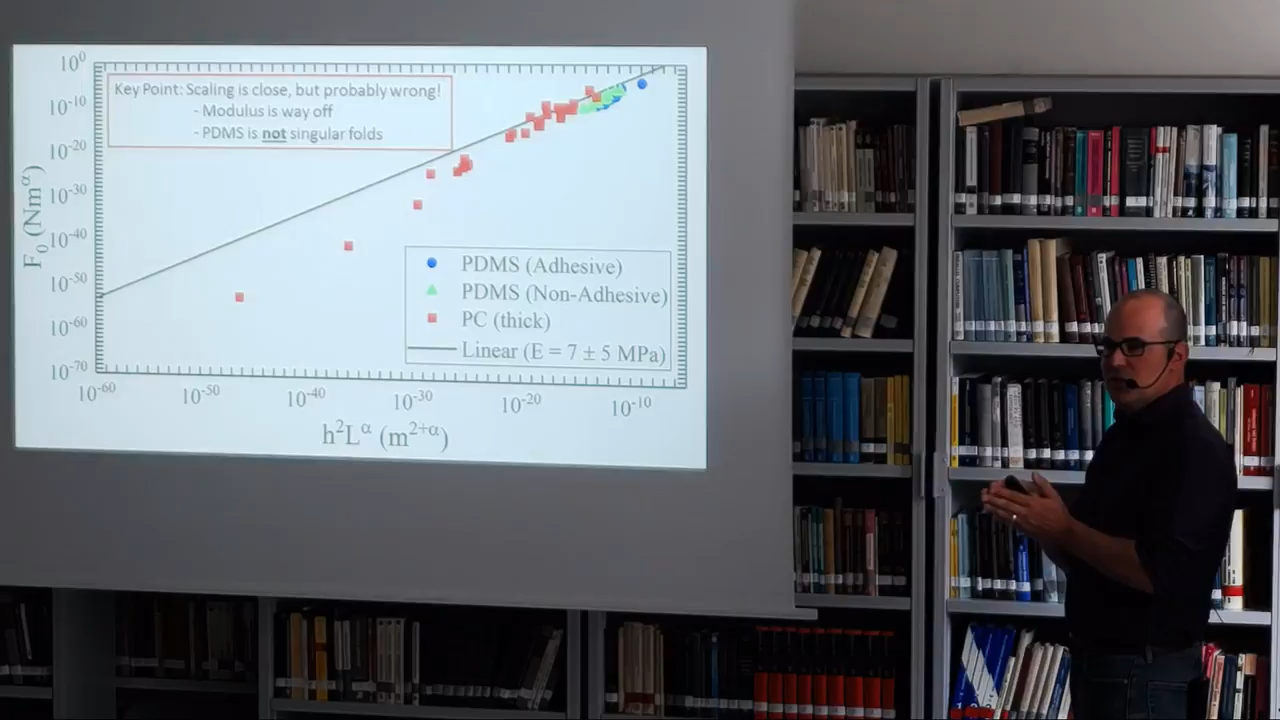 Key Point: Scaling is close, but probably wrong!
- Modulus is way off
- PDMS is not singular folds
10⁰
10⁻¹⁰
10⁻²⁰
10⁻³⁰
10⁻⁴⁰
10⁻⁵⁰
10⁻⁶⁰
10⁻⁷⁰
F₀ (Nmᵅ)
PDMS (Adhesive)
PDMS (Non-Adhesive)
PC (thick)
Linear (E = 7 ± 5 MPa)
10⁻⁶⁰ 10⁻⁵⁰ 10⁻⁴⁰ 10⁻³⁰ 10⁻²⁰ 10⁻¹⁰
h²Lᵅ (m²⁺ᵅ)